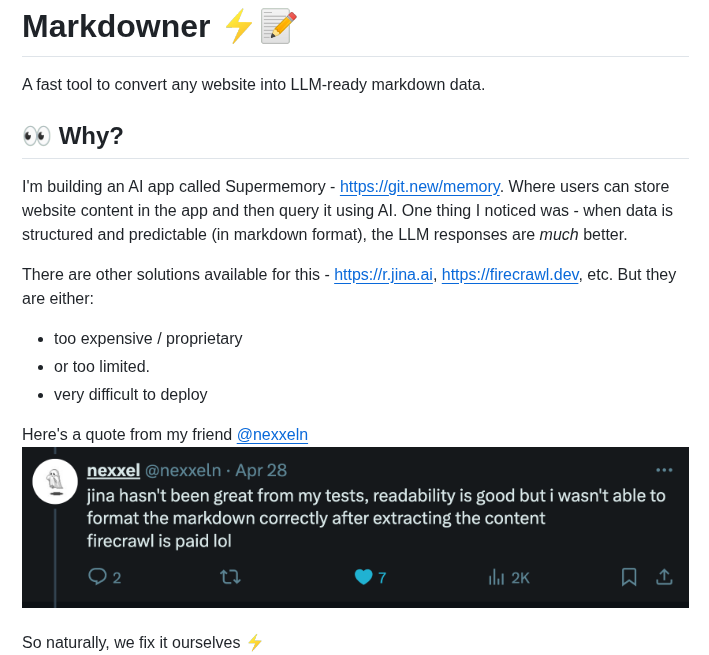 Markdowner ⚡📝
A fast tool to convert any website into LLM-ready markdown data.
👀 Why?
I'm building an AI app called Supermemory - https://git.new/memory. Where users can store
website content in the app and then query it using AI. One thing I noticed was - when data is
structured and predictable (in markdown format), the LLM responses are much better.
There are other solutions available for this - https://r.jina.ai, https://firecrawl.dev, etc. But they
are either:
• too expensive / proprietary
• or too limited.
• very difficult to deploy
Here's a quote from my friend @nexxeln
nexxel @nexxeln · Apr 28
jina hasn't been great from my tests, readability is good but i wasn't able to
format the markdown correctly after extracting the content
firecrawl is paid lol
2 7 2K
So naturally, we fix it ourselves ⚡